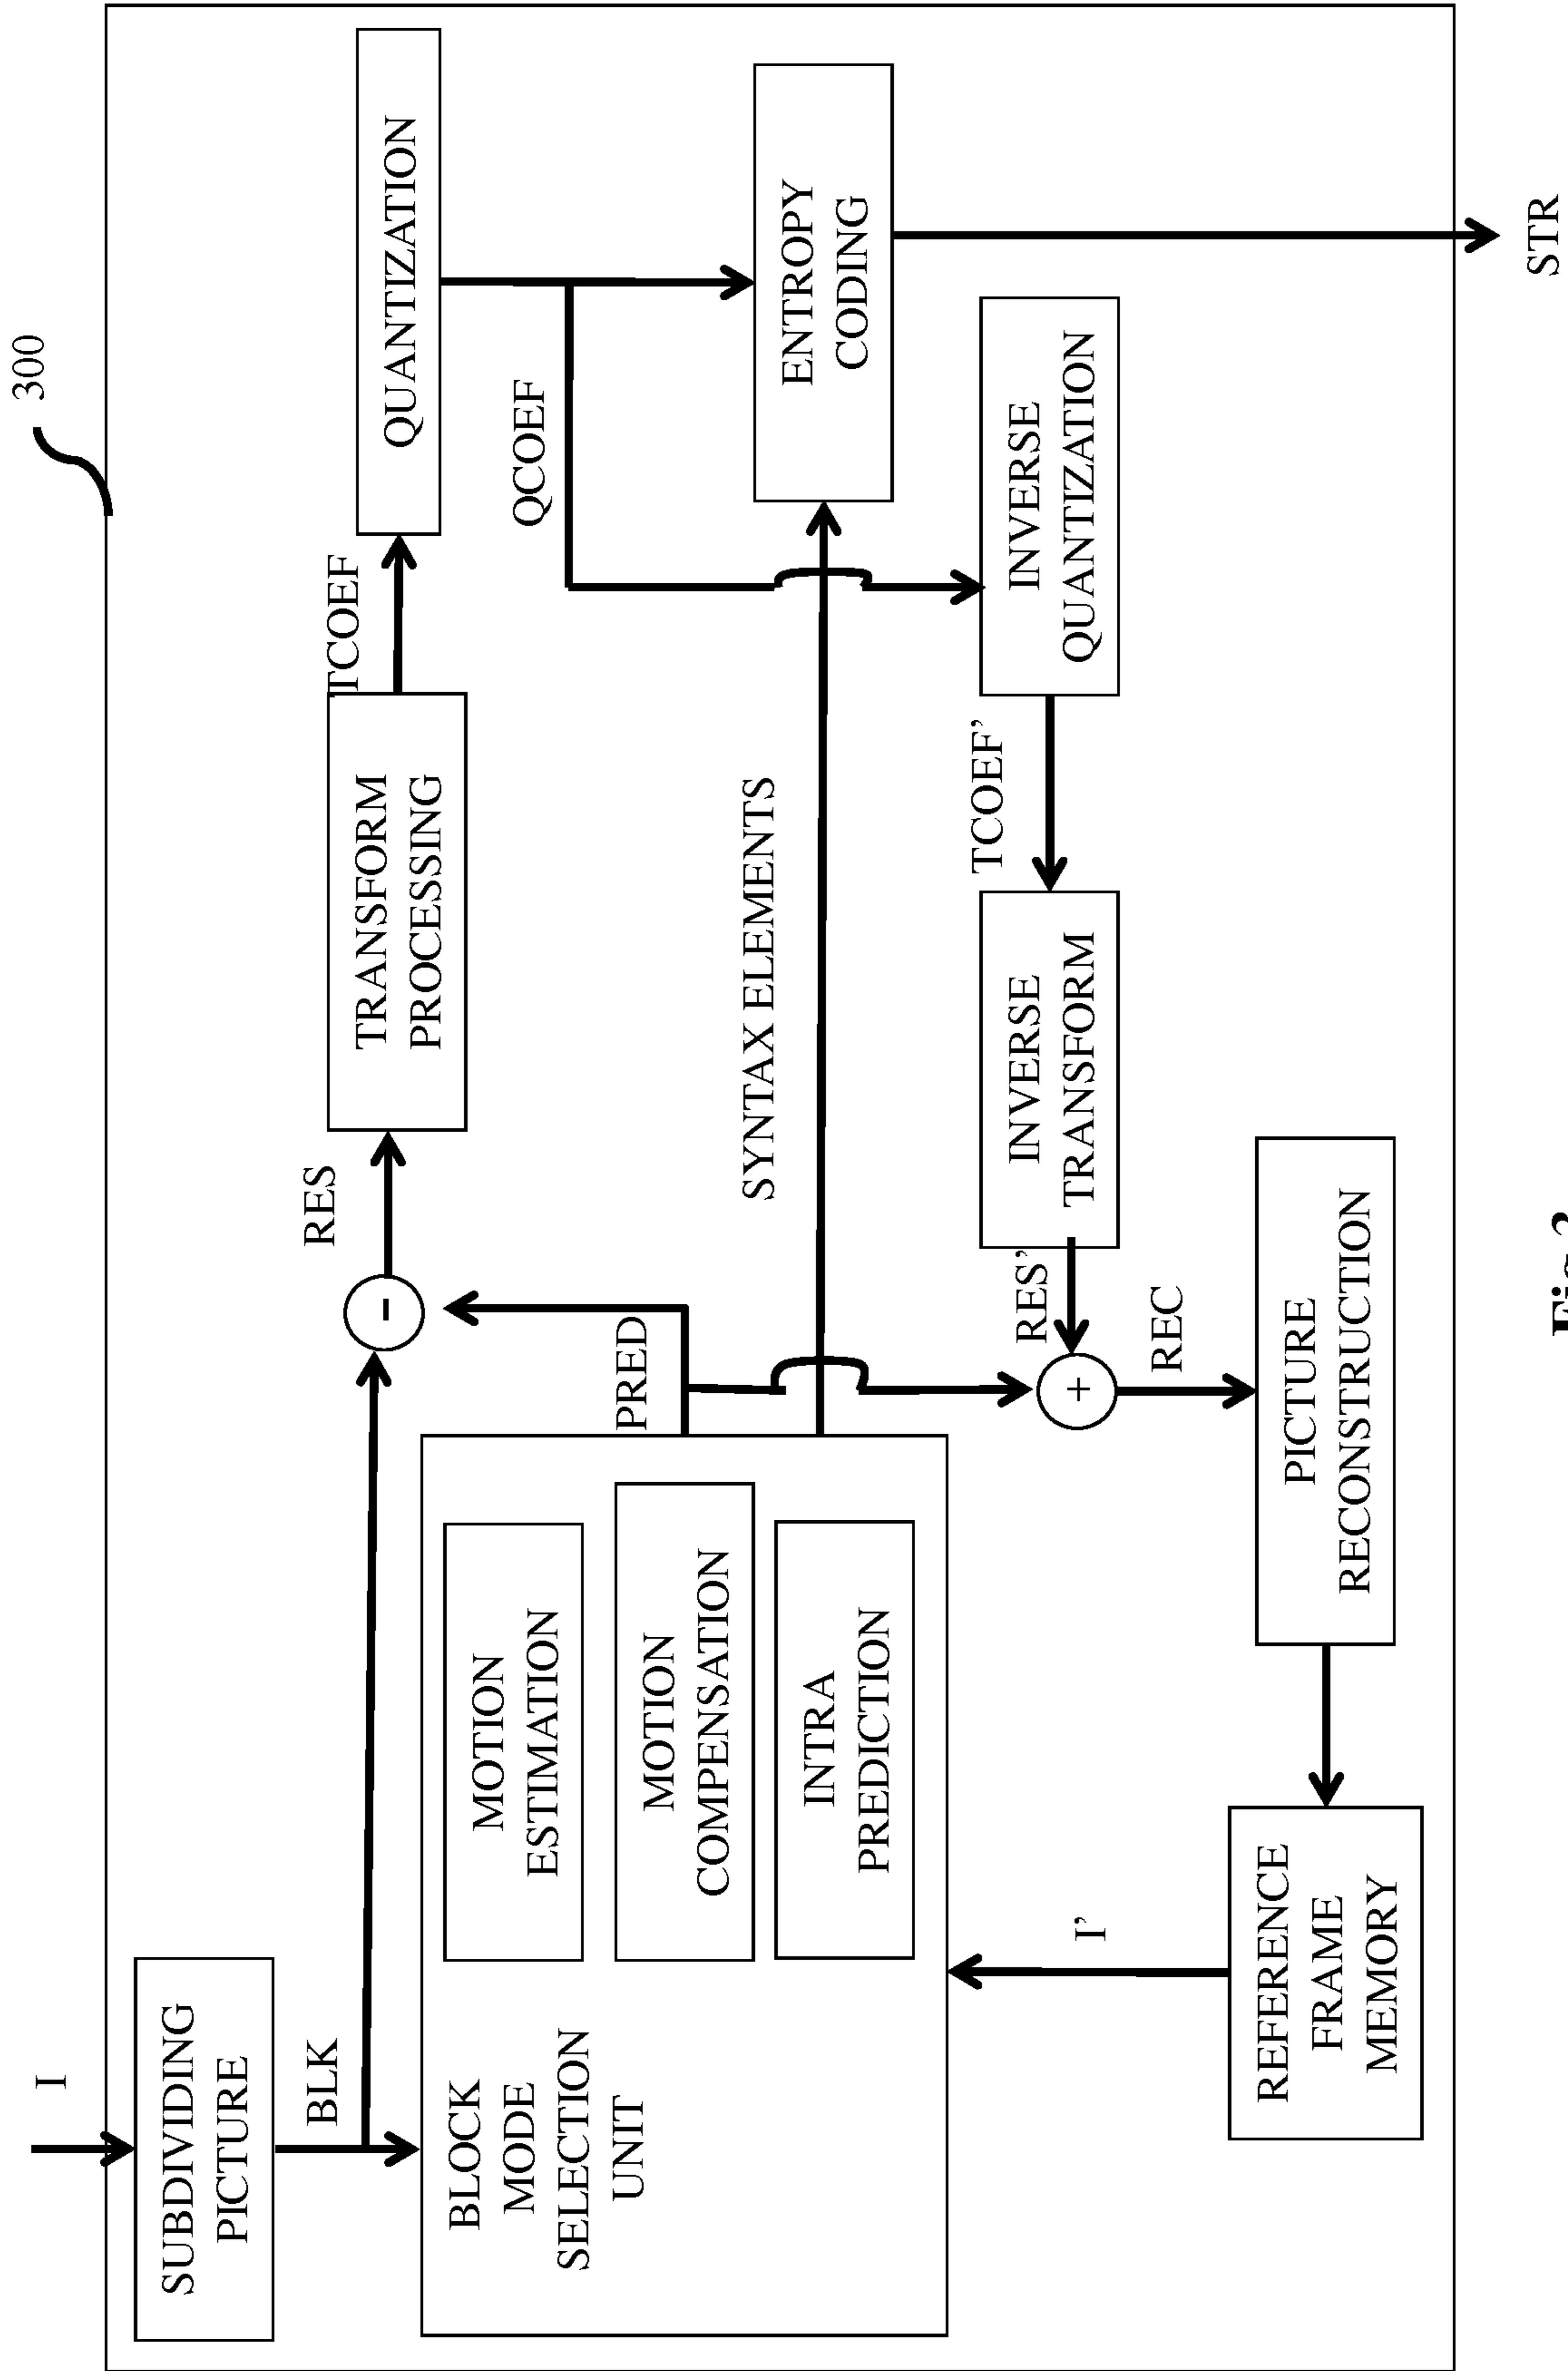 300
I
SUBDIVIDING
PICTURE
BLK
RES
TRANSFORM
PROCESSING
TCOEF
QUANTIZATION
BLOCK
MODE
SELECTION
UNIT
MOTION
ESTIMATION
MOTION
COMPENSATION
INTRA
PREDICTION
-
PRED
QCOEF
SYNTAX ELEMENTS
ENTROPY
CODING
I'
RES'
INVERSE
TRANSFORM
TCOEF'
INVERSE
QUANTIZATION
+
REC
REFERENCE
FRAME
MEMORY
PICTURE
RECONSTRUCTION
STR
Fig